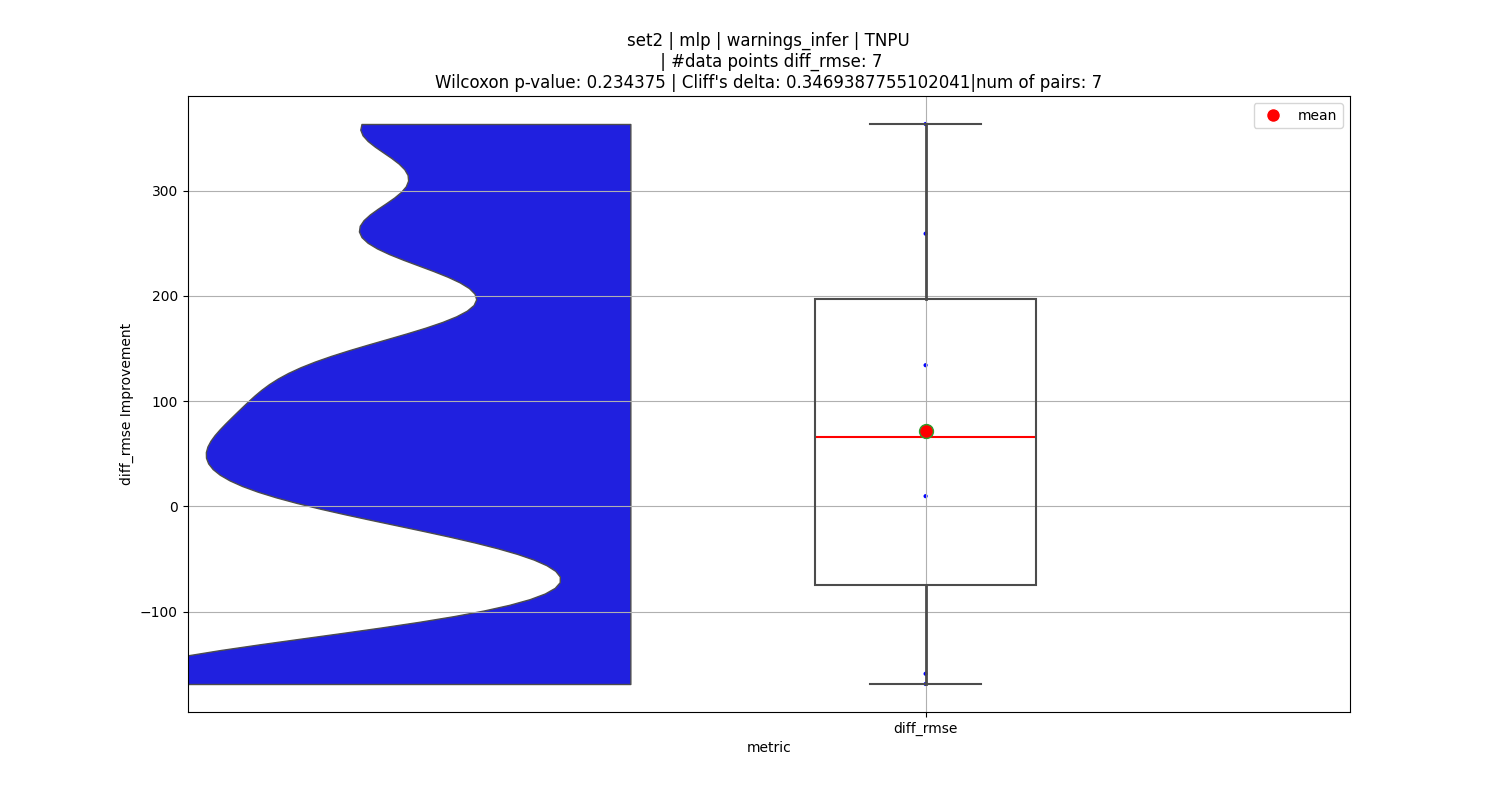 set2 | mlp | warnings_infer | TNPU
| #data points diff_rmse: 7
Wilcoxon p-value: 0.234375 | Cliff's delta: 0.3469387755102041|num of pairs: 7
mean
300
200
100
0
−100
diff_rmse Improvement
diff_rmse
metric